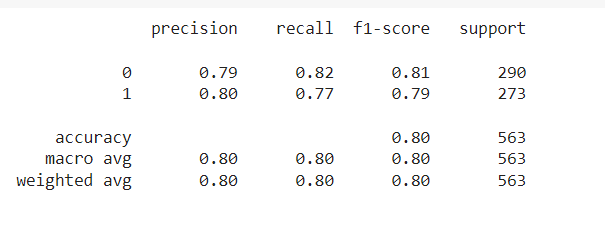 precision recall f1-score support
0 0.79 0.82 0.81 290
1 0.80 0.77 0.79 273
accuracy 0.80 563
macro avg 0.80 0.80 0.80 563
weighted avg 0.80 0.80 0.80 563